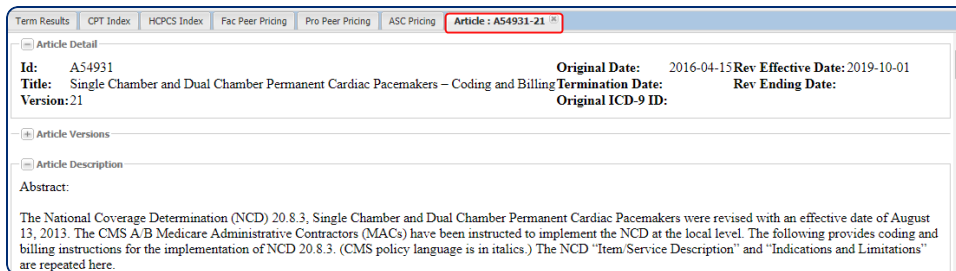 Term Results CPT Index HCPCS Index Fac Peer Pricing Pro Peer Pricing ASC Pricing Article : A54931-21
Article Detail
Id: A54931 Original Date: 2016-04-15 Rev Effective Date: 2019-10-01
Title: Single Chamber and Dual Chamber Permanent Cardiac Pacemakers – Coding and Billing Termination Date: Rev Ending Date:
Version: 21 Original ICD-9 ID:
Article Versions
Article Description
Abstract:
The National Coverage Determination (NCD) 20.8.3, Single Chamber and Dual Chamber Permanent Cardiac Pacemakers were revised with an effective date of August
13, 2013. The CMS A/B Medicare Administrative Contractors (MACs) have been instructed to implement the NCD at the local level. The following provides coding and
billing instructions for the implementation of NCD 20.8.3. (CMS policy language is in italics.) The NCD “Item/Service Description” and “Indications and Limitations”
are repeated here.